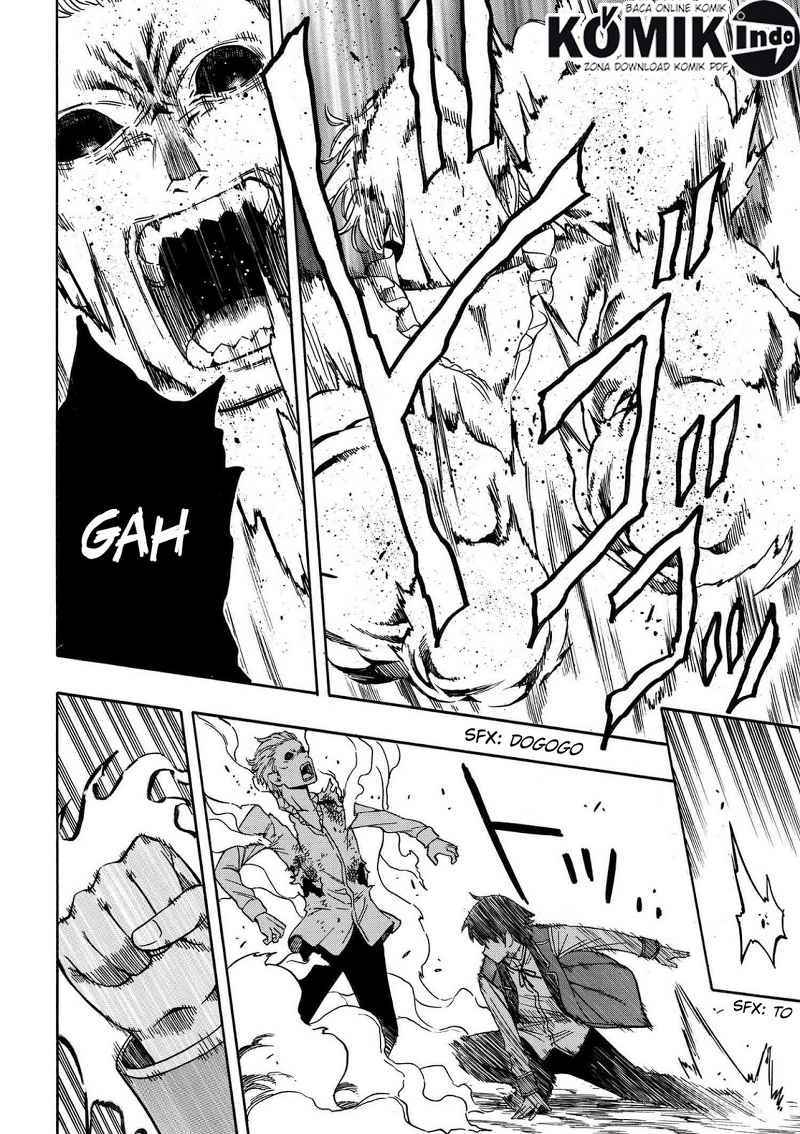 BACA ONLINE KOMIK
KOMIK indo
ZONA DOWNLOAD KOMIK PDF
ドゴゴ
GAH
SFX: DOGOGO
トッ
SFX: TO